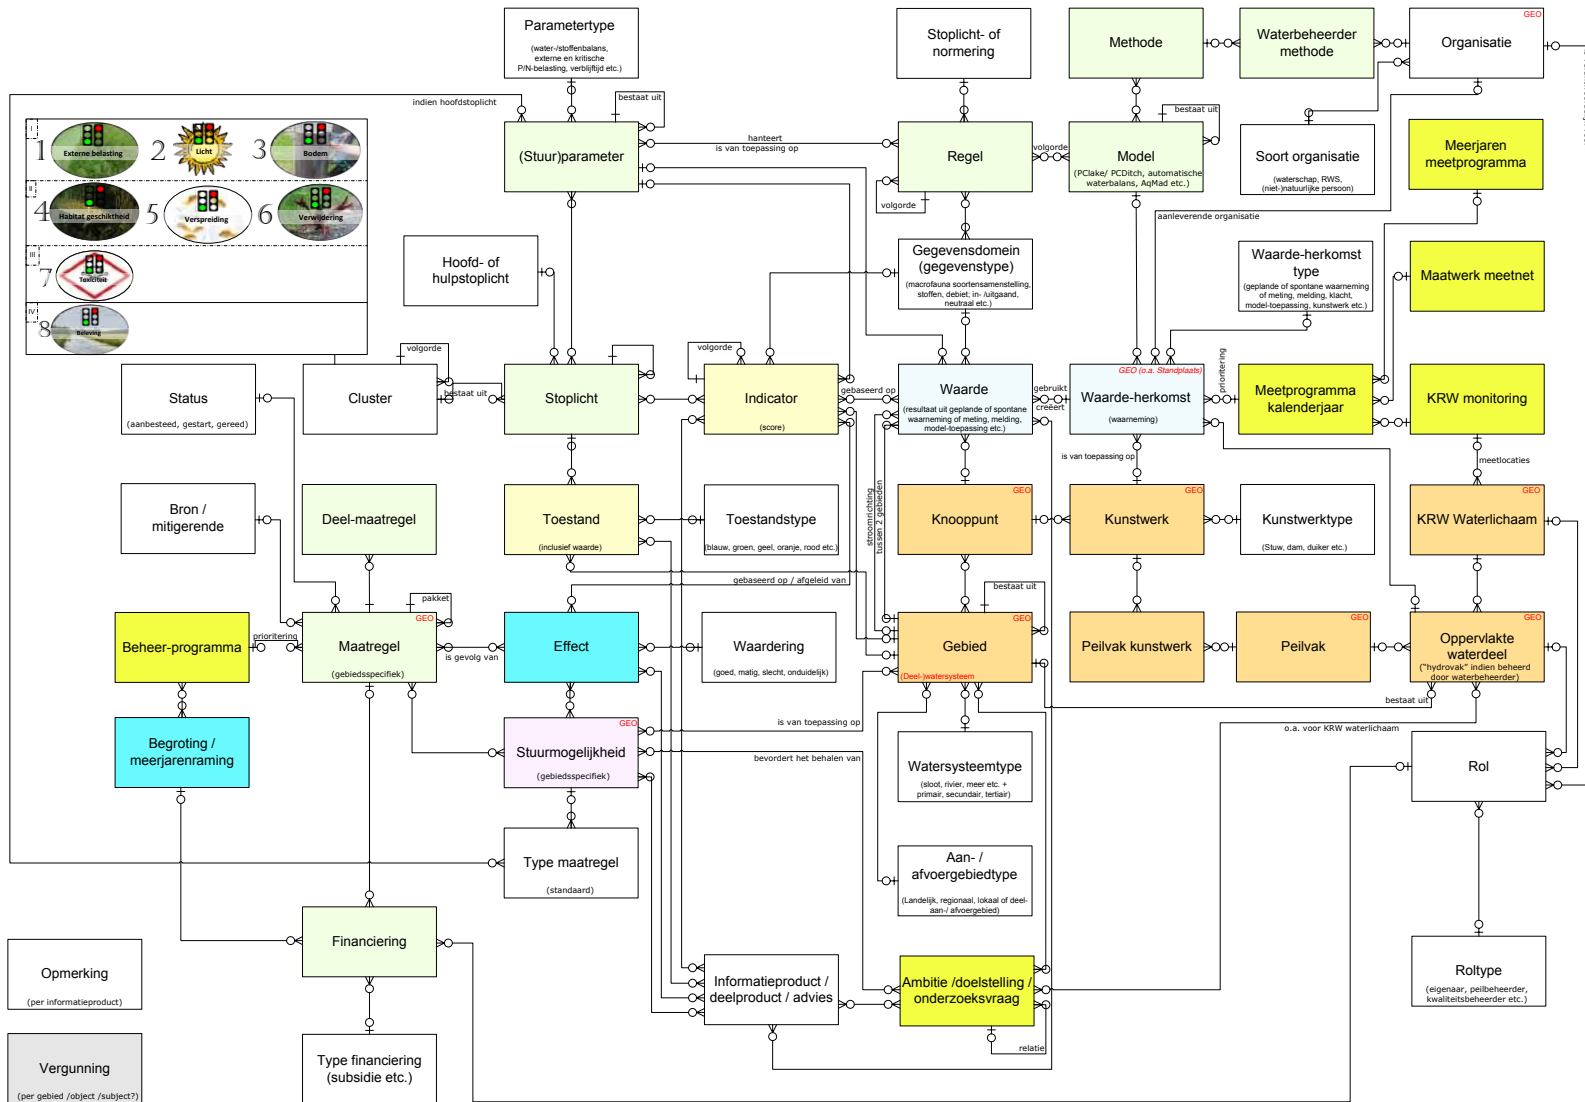 Parametertype
(water-/stoffenbalans,
externe en kritische
P/N-belasting, verblijftijd etc.)
Stoplicht- of
normering
Methode
Waterbeheerder
methode
GEO
Organisatie
indien hoofdstoplicht
bestaat uit
(Stuur)parameter
hanteert
is van toepassing op
Regel
volgorde
volgorde
bestaat uit
Model
(PClake/ PCDitch, automatische
waterbalans, AqMad etc.)
Soort organisatie
(waterschap, RWS,
(niet-)natuurlijke persoon)
Meerjaren
meetprogramma
I
1
Externe belasting
2
Licht
3
Bodem
II
4
Habitat geschiktheid
5
Verspreiding
6
Verwijdering
III
7
Toxiciteit
IV
8
Beleving
aanleverende organisatie
Hoofd- of
hulpstoplicht
Gegevensdomein
(gegevenstype)
(macrofauna soortensamenstelling,
stoffen, debiet; in- /uitgaand,
neutraal etc.)
Waarde-herkomst
type
(geplande of spontane waarneming
of meting, melding, klacht,
model-toepassing, kunstwerk etc.)
Maatwerk meetnet
Status
(aanbesteed, gestart, gereed)
volgorde
Cluster
bestaat uit
Stoplicht
volgorde
Indicator
(score)
gebaseerd op
Waarde
(resultaat uit geplande of spontane
waarneming of meting, melding,
model-toepassing etc.)
gebruikt
creëert
GEO (o.a. Standplaats)
Waarde-herkomst
(waarneming)
prioritering
Meetprogramma
kalenderjaar
KRW monitoring
is van toepassing op
meetlocaties
Bron /
mitigerende
Deel-maatregel
Toestand
(inclusief waarde)
Toestandstype
(blauw, groen, geel, oranje, rood etc.)
stroomrichting
tussen 2 gebieden
GEO
Knooppunt
GEO
Kunstwerk
Kunstwerktype
(Stuw, dam, duiker etc.)
GEO
KRW Waterlichaam
gebaseerd op / afgeleid van
bestaat uit
pakket
Beheer-programma
prioritering
GEO
Maatregel
(gebiedsspecifiek)
is gevolg van
Effect
Waardering
(goed, matig, slecht, onduidelijk)
GEO
Gebied
(Deel-)watersysteem
Peilvak kunstwerk
GEO
Peilvak
GEO
Oppervlakte
waterdeel
("hydrovak" indien beheerd
door waterbeheerder)
bestaat uit
Begroting /
meerjarenraming
GEO
Stuurmogelijkheid
(gebiedsspecifiek)
is van toepassing op
bevordert het behalen van
o.a. voor KRW waterlichaam
Watersysteemtype
(sloot, rivier, meer etc. +
primair, secundair, tertiair)
Rol
Type maatregel
(standaard)
Aan- /
afvoergebiedtype
(Landelijk, regionaal, lokaal of deel-
aan-/ afvoergebied)
Financiering
Opmerking
(per informatieproduct)
Informatieproduct /
deelproduct / advies
Ambitie /doelstelling /
onderzoeksvraag
relatie
Roltype
(eigenaar, peilbeheerder,
kwaliteitsbeheerder etc.)
Vergunning
(per gebied /object /subject?)
Type financiering
(subsidie etc.)